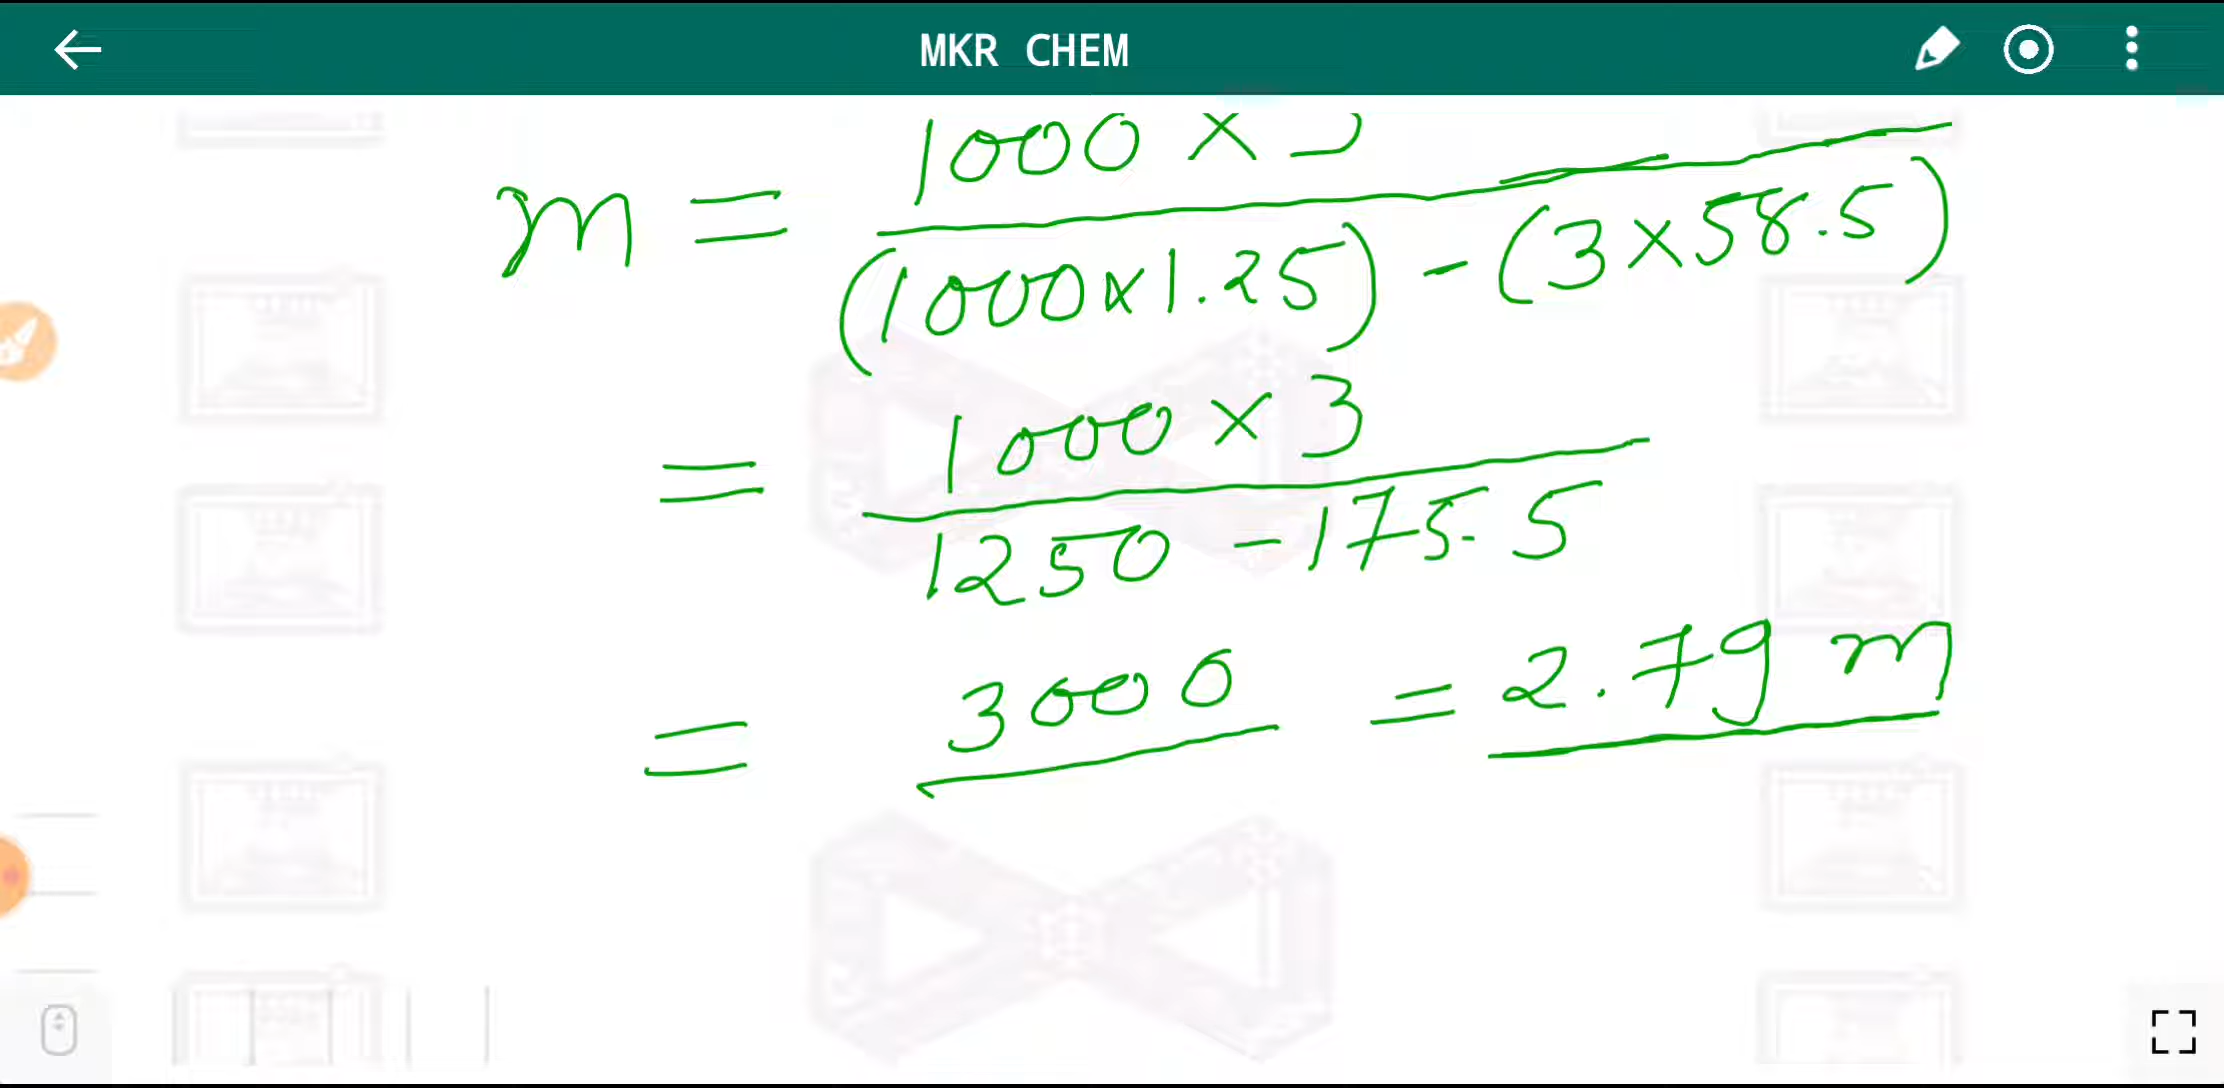 MKR CHEM
1000 × 3
m =
(1000×1.25) - (3×58.5)
= 1000 × 3
1250 - 175.5
= 3000 = 2.79 m